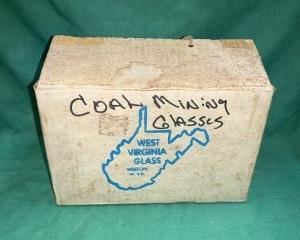 COAL MINING
GLASSES
WEST
VIRGINIA
GLASS
WESTON,
W. VA.